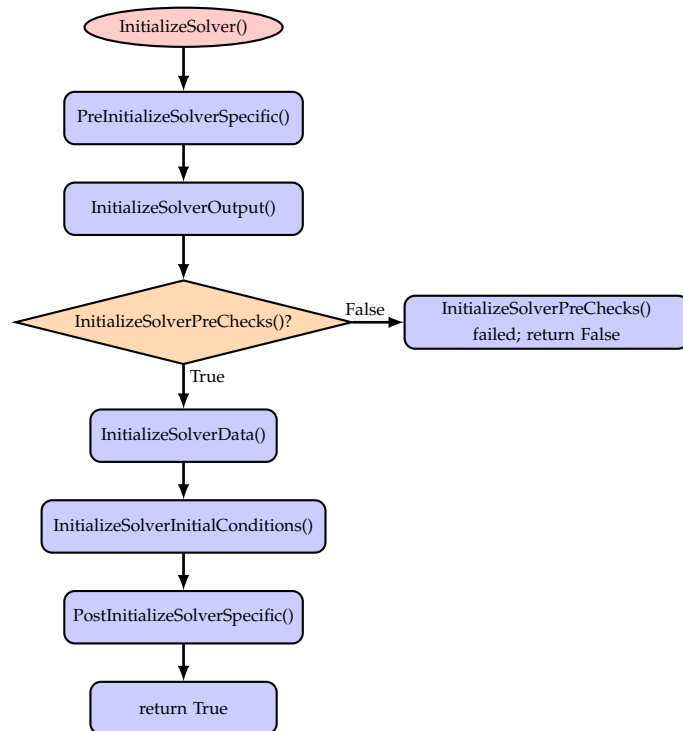 InitializeSolver()
PreInitializeSolverSpecific()
InitializeSolverOutput()
InitializeSolverPreChecks()?
False
InitializeSolverPreChecks()
failed; return False
True
InitializeSolverData()
InitializeSolverInitialConditions()
PostInitializeSolverSpecific()
return True